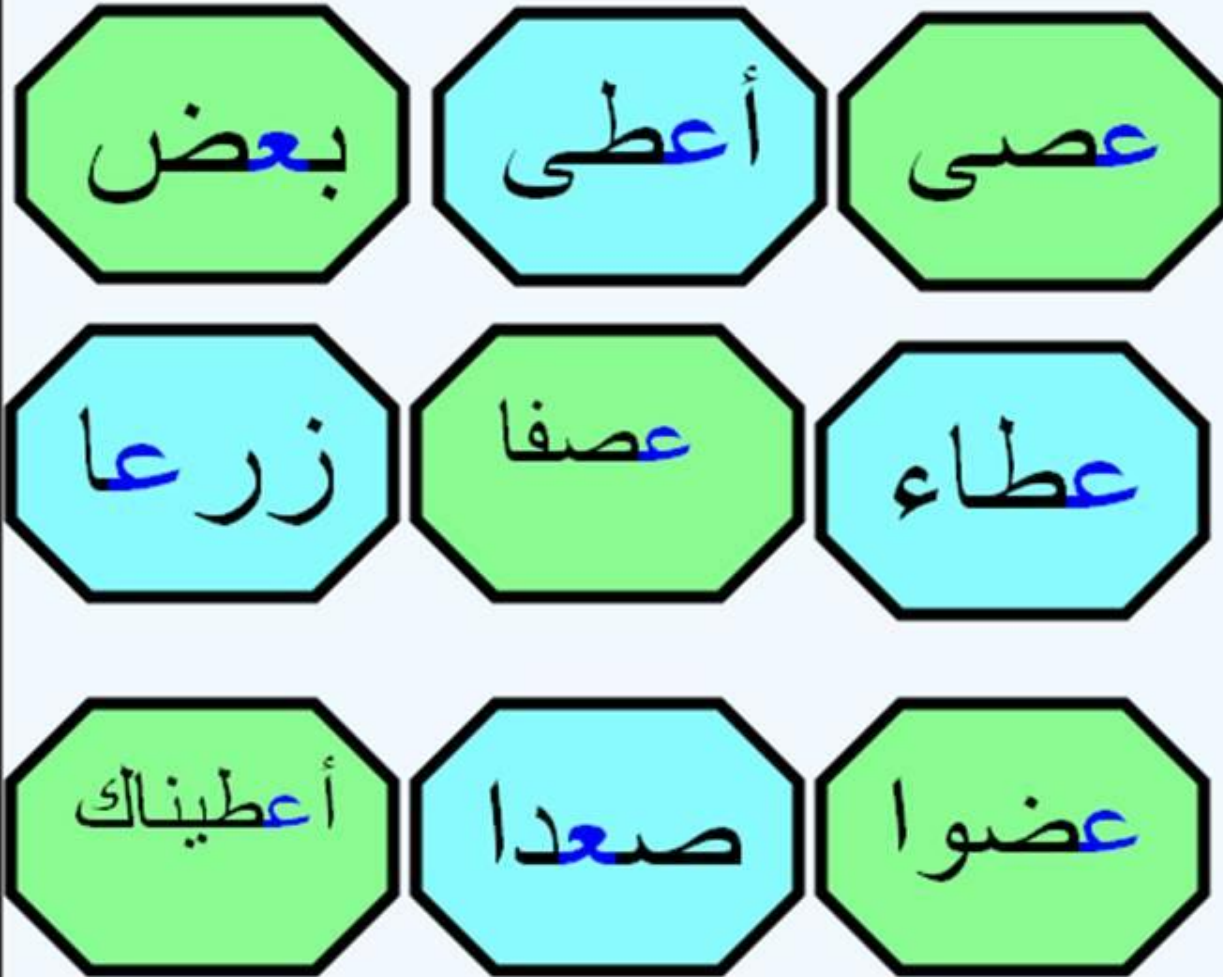 عصى
أعطى
بعض
عطاء
عصفا
زرعا
عضوا
صعدا
أعطيناك